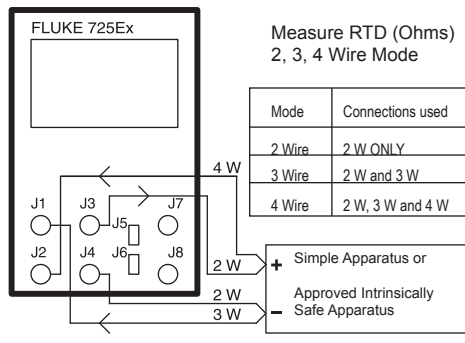 FLUKE 725Ex
Measure RTD (Ohms)
2, 3, 4 Wire Mode
Mode Connections used
2 Wire 2 W ONLY
3 Wire 2 W and 3 W
4 Wire 2 W, 3 W and 4 W
4 W
J1 J3 J7
J5
J2 J4 J6 J8
2 W
+ Simple Apparatus or
Approved Intrinsically
2 W
– Safe Apparatus
3 W